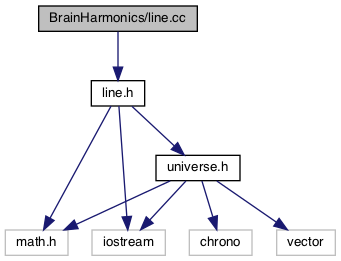 BrainHarmonics/line.cc
line.h
universe.h
math.h
iostream
chrono
vector